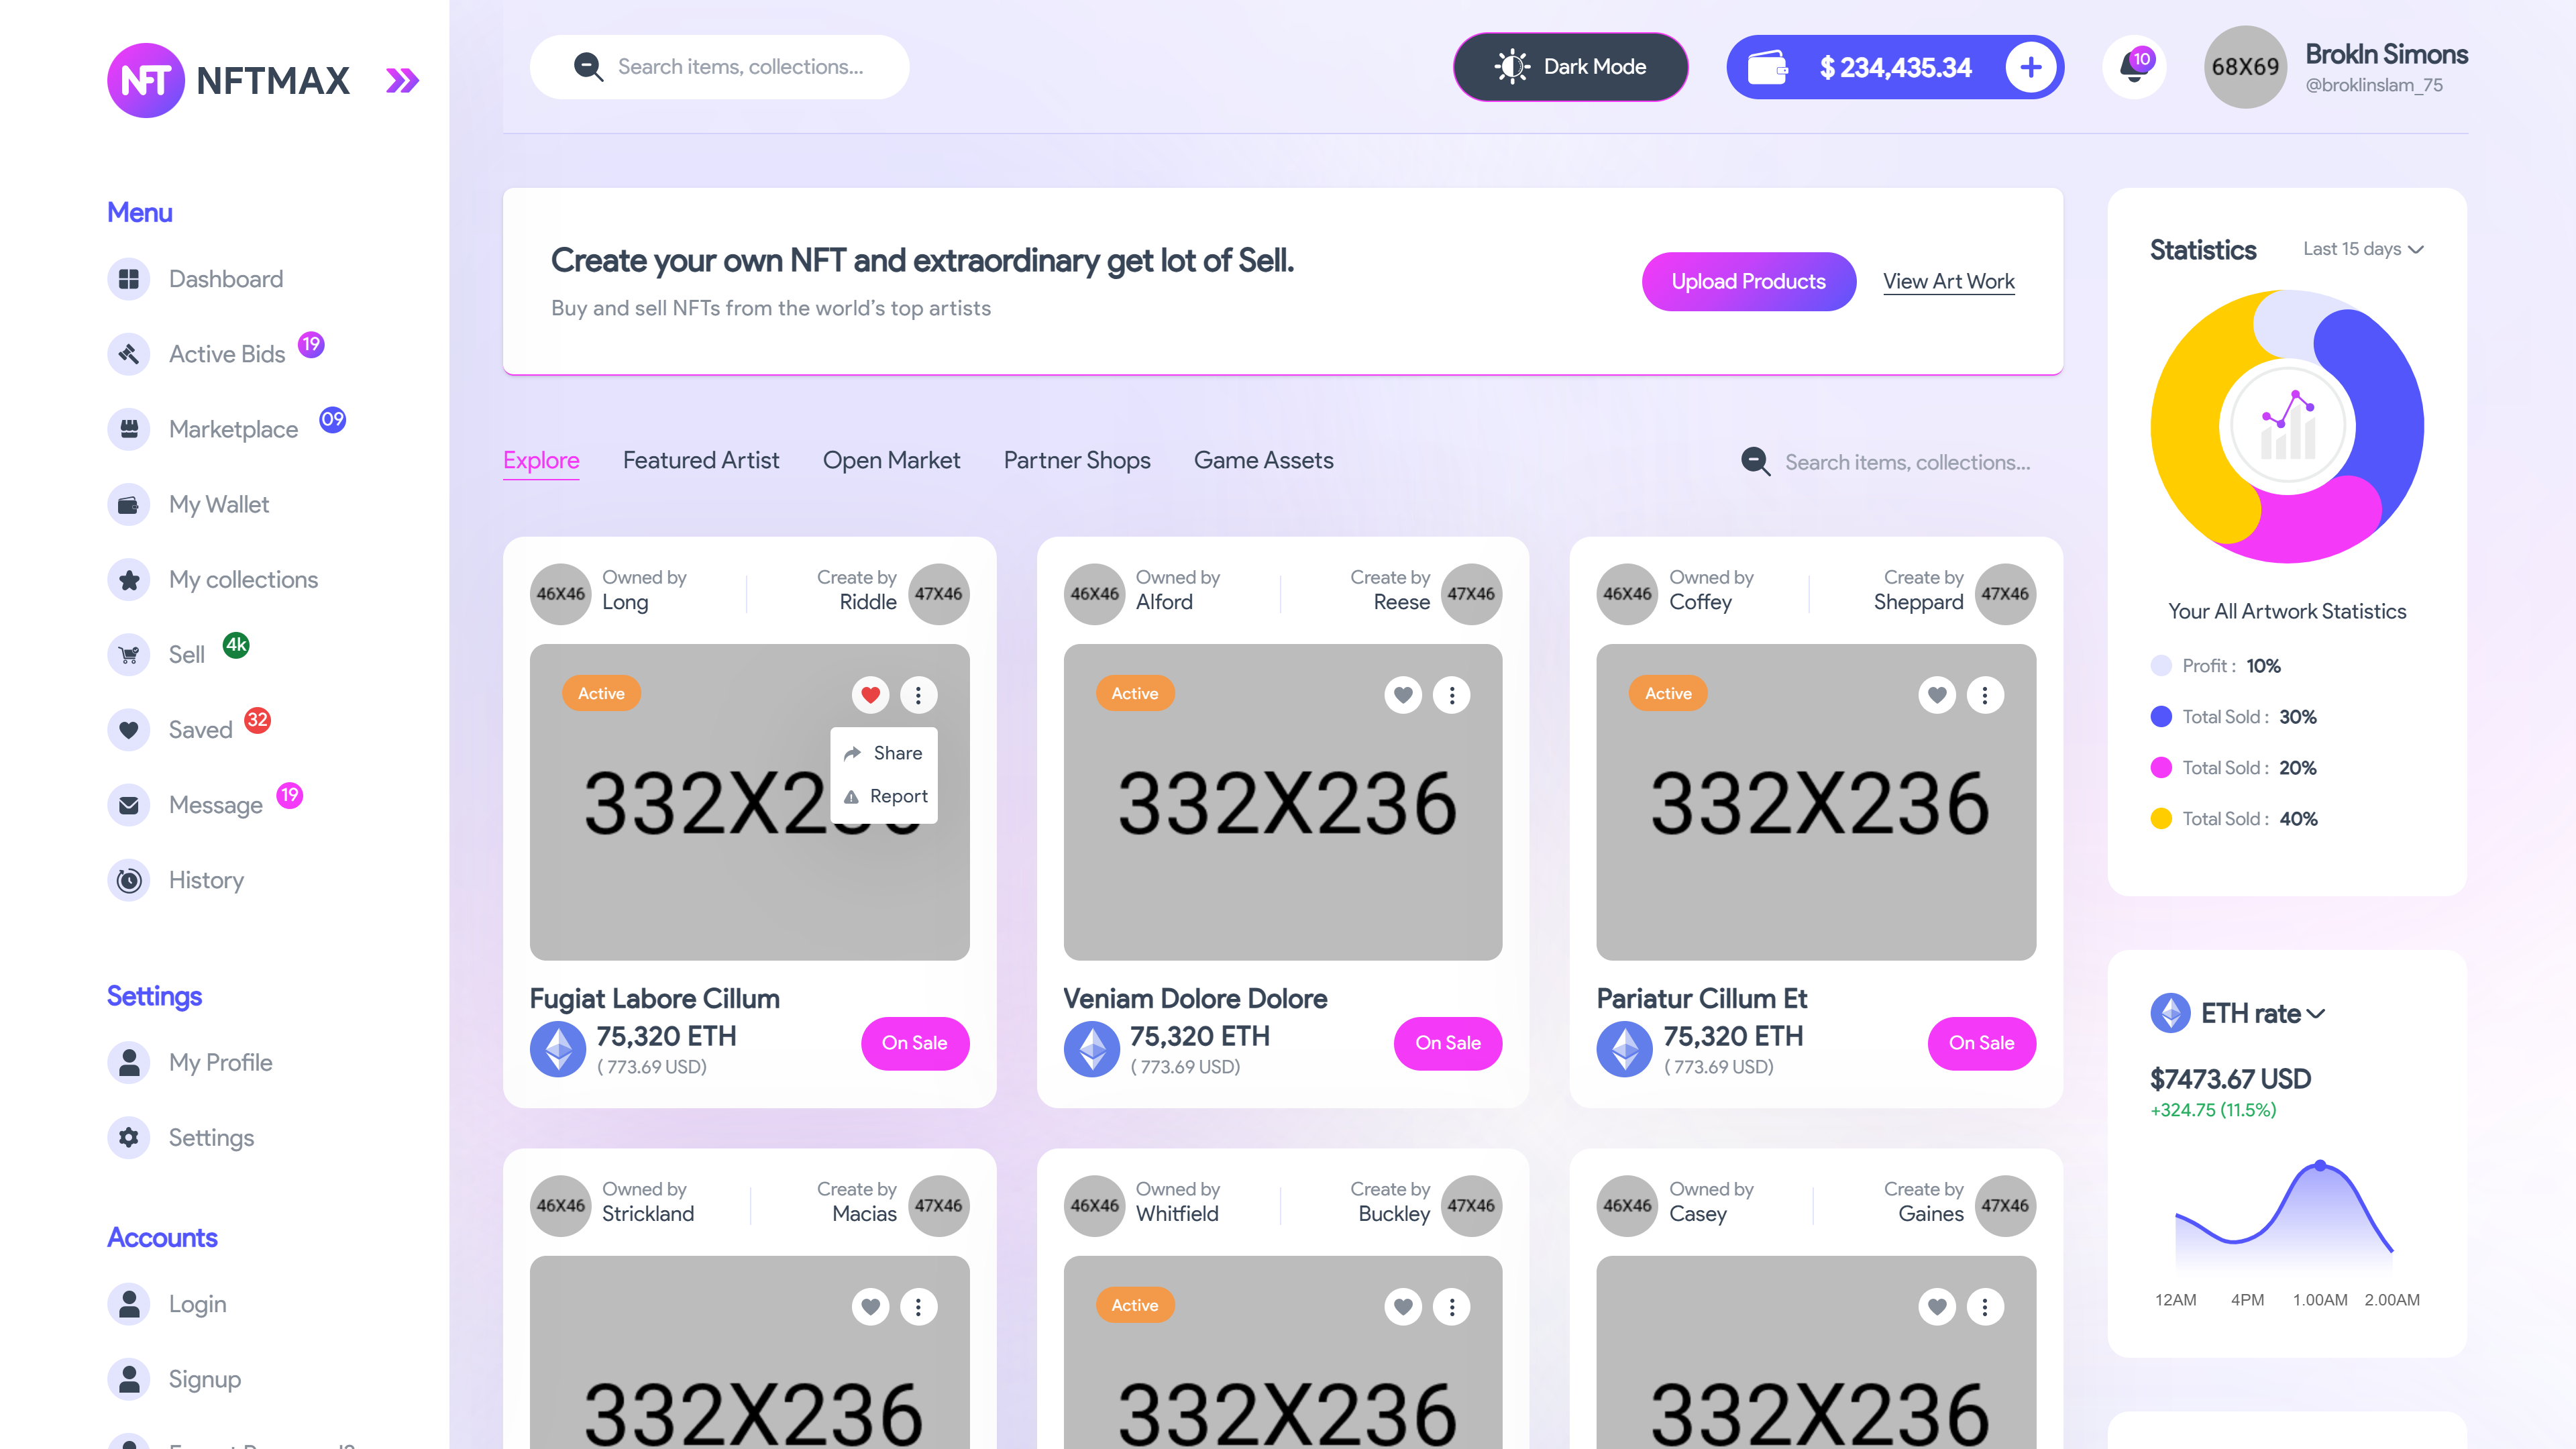 NFT NFTMAX
Search items, collections...
Dark Mode
$ 234,435.34
10
68X69
Brokln Simons
@broklinslam_75
Menu
Dashboard
Active Bids 19
Marketplace 09
My Wallet
My collections
Sell 4k
Saved 32
Message 19
History
Settings
My Profile
Settings
Accounts
Login
Signup
Create your own NFT and extraordinary get lot of Sell.
Buy and sell NFTs from the world's top artists
Upload Products
View Art Work
Explore Featured Artist Open Market Partner Shops Game Assets
Search items, collections...
46X46
Owned by
Long
Create by
Riddle
47X46
Active
Share
Report
332X236
Fugiat Labore Cillum
75,320 ETH
( 773.69 USD)
On Sale
46X46
Owned by
Alford
Create by
Reese
47X46
Active
332X236
Veniam Dolore Dolore
75,320 ETH
( 773.69 USD)
On Sale
46X46
Owned by
Coffey
Create by
Sheppard
47X46
Active
332X236
Pariatur Cillum Et
75,320 ETH
( 773.69 USD)
On Sale
46X46
Owned by
Strickland
Create by
Macias
47X46
332X236
46X46
Owned by
Whitfield
Create by
Buckley
47X46
Active
332X236
46X46
Owned by
Casey
Create by
Gaines
47X46
332X236
Statistics
Last 15 days
Your All Artwork Statistics
Profit : 10%
Total Sold : 30%
Total Sold : 20%
Total Sold : 40%
ETH rate
$7473.67 USD
+324.75 (11.5%)
12AM 4PM 1.00AM 2.00AM